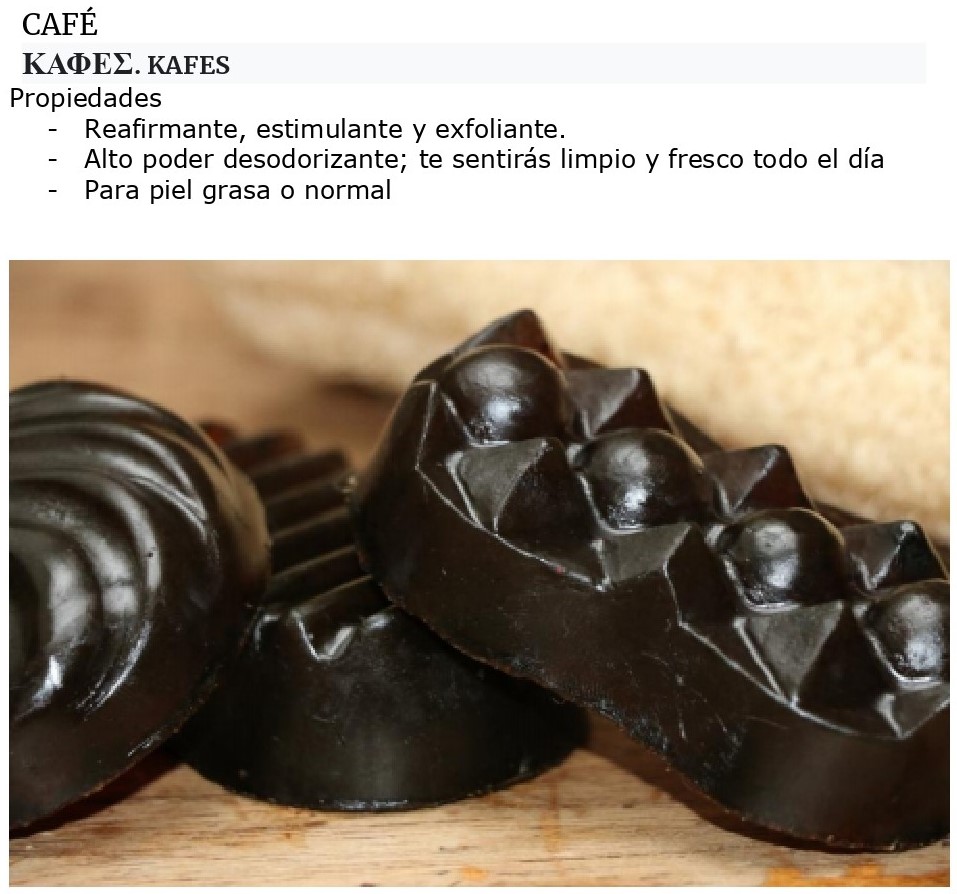 CAFÉ
ΚΑΦΕΣ. KAFES
Propiedades
- Reafirmante, estimulante y exfoliante.
- Alto poder desodorizante; te sentirás limpio y fresco todo el día
- Para piel grasa o normal